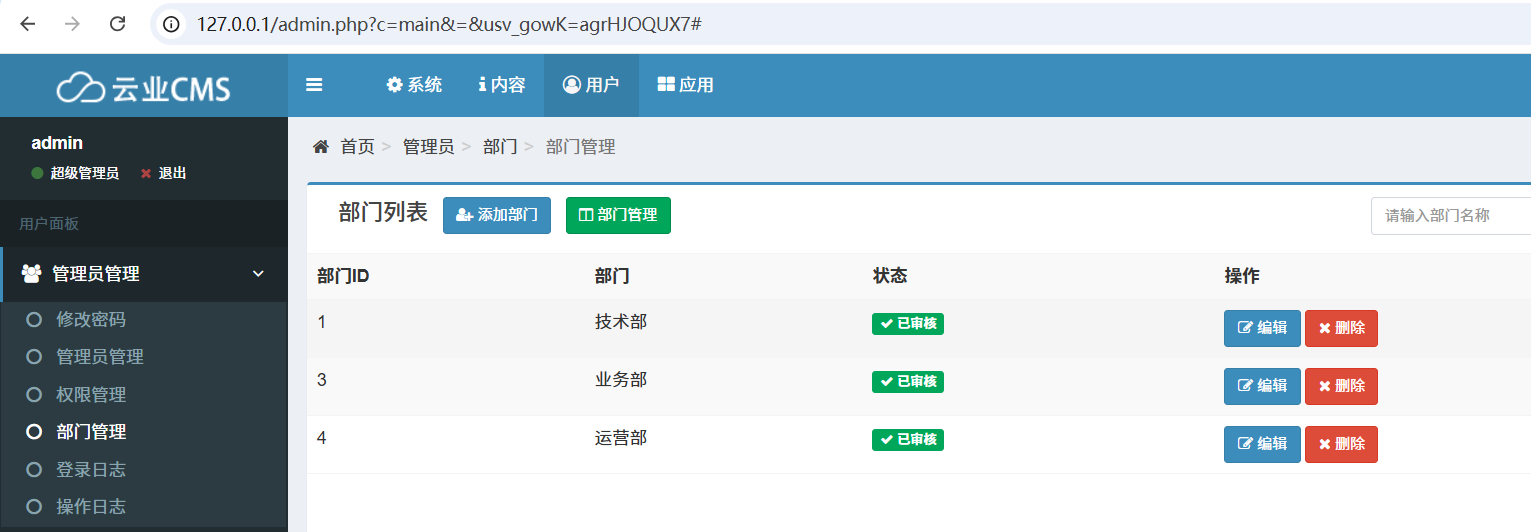 127.0.0.1/admin.php?c=main&=&usv_gowK=agrHJOQUX7#
云业CMS
系统 内容 用户 应用
admin
超级管理员 退出
用户面板
管理员管理
修改密码
管理员管理
权限管理
部门管理
登录日志
操作日志
首页 > 管理员 > 部门 > 部门管理
部门列表 添加部门 部门管理 请输入部门名称
部门ID 部门 状态 操作
1 技术部 已审核 编辑 删除
3 业务部 已审核 编辑 删除
4 运营部 已审核 编辑 删除